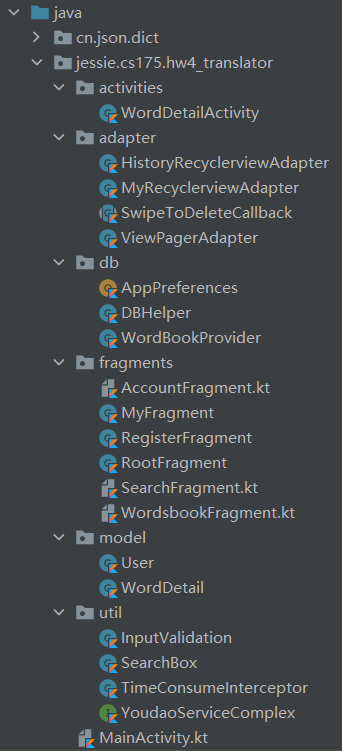 java
cn.json.dict
jessie.cs175.hw4_translator
activities
WordDetailActivity
adapter
HistoryRecyclerviewAdapter
MyRecyclerviewAdapter
SwipeToDeleteCallback
ViewPagerAdapter
db
AppPreferences
DBHelper
WordBookProvider
fragments
AccountFragment.kt
MyFragment
RegisterFragment
RootFragment
SearchFragment.kt
WordsbookFragment.kt
model
User
WordDetail
util
InputValidation
SearchBox
TimeConsumeInterceptor
YoudaoServiceComplex
MainActivity.kt